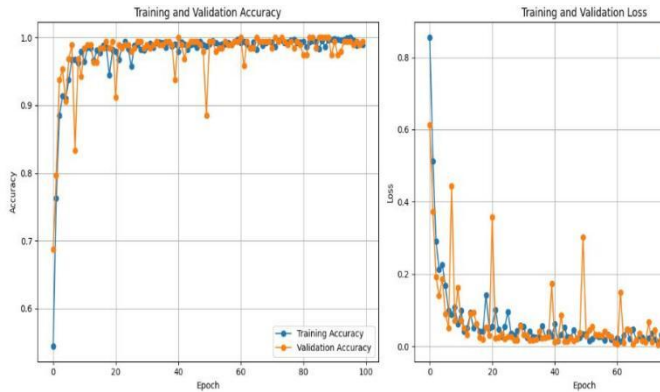 Training and Validation Accuracy
1.0
0.9
0.8
0.7
0.6
Accuracy
0
20
40
60
80
100
Epoch
Training Accuracy
Validation Accuracy
Training and Validation Loss
0.8
0.6
0.4
0.2
0.0
Loss
0
20
40
60
Epoch